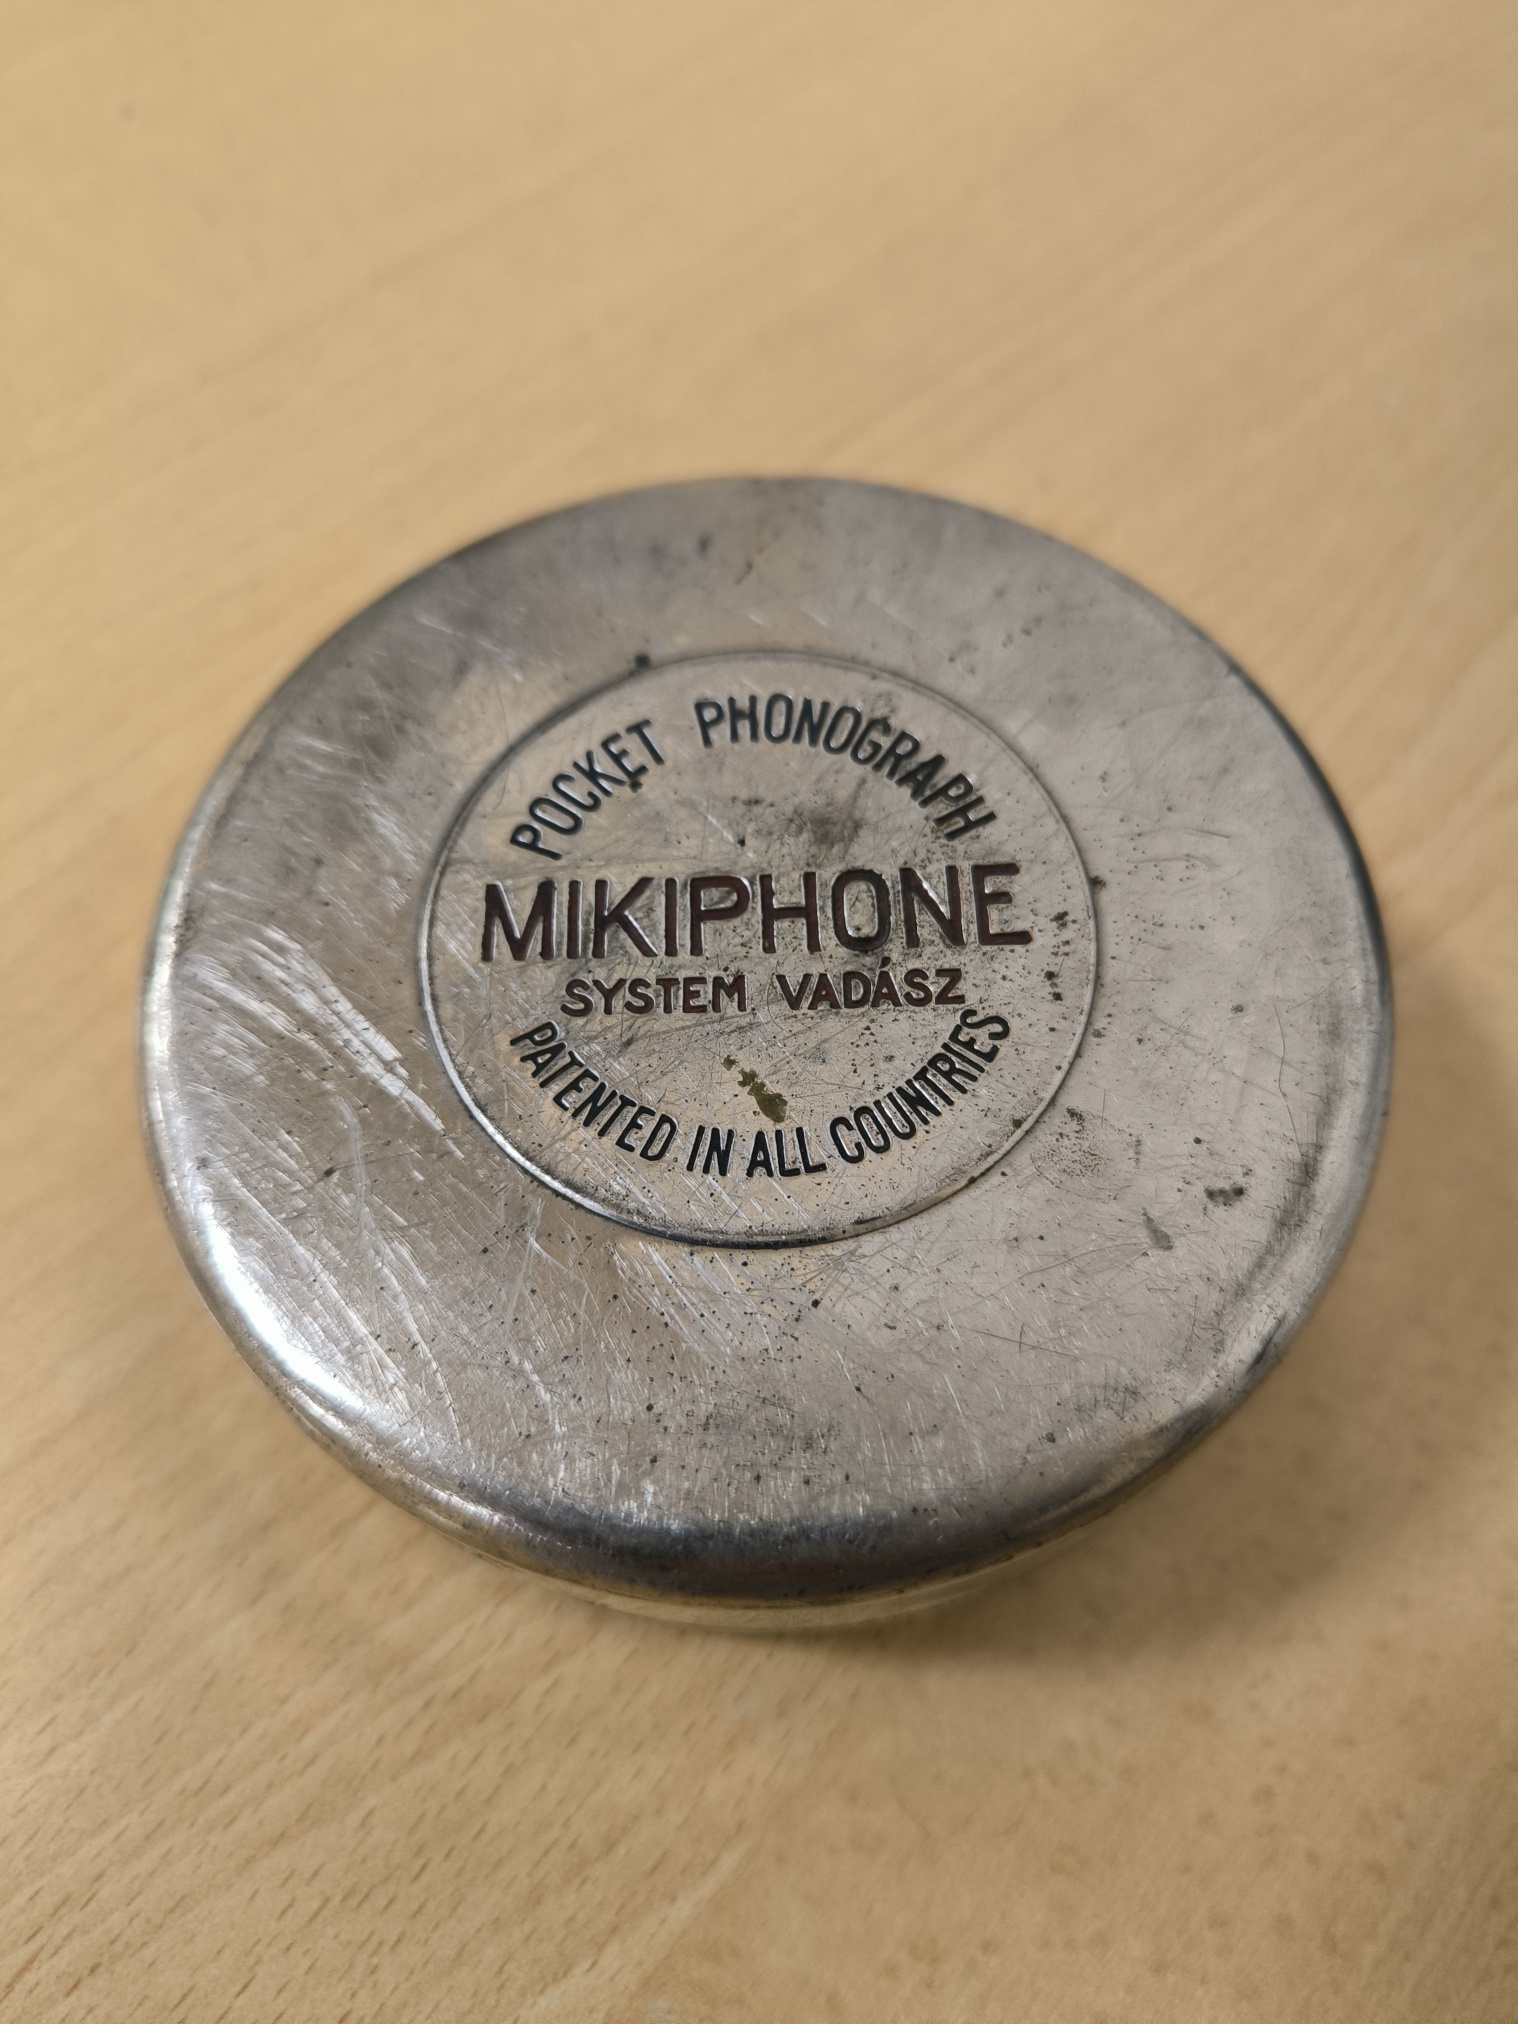 POCKET PHONOGRAPH
MIKIPHONE
SYSTEM VADÁSZ
PATENTED IN ALL COUNTRIES